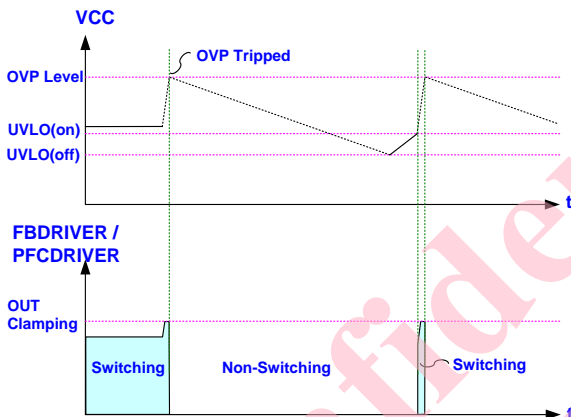 VCC
OVP Tripped
OVP Level
UVLO(on)
UVLO(off)
t
FBDRIVER /
PFCDRIVER
OUT
Clamping
Switching
Non-Switching
Switching
t